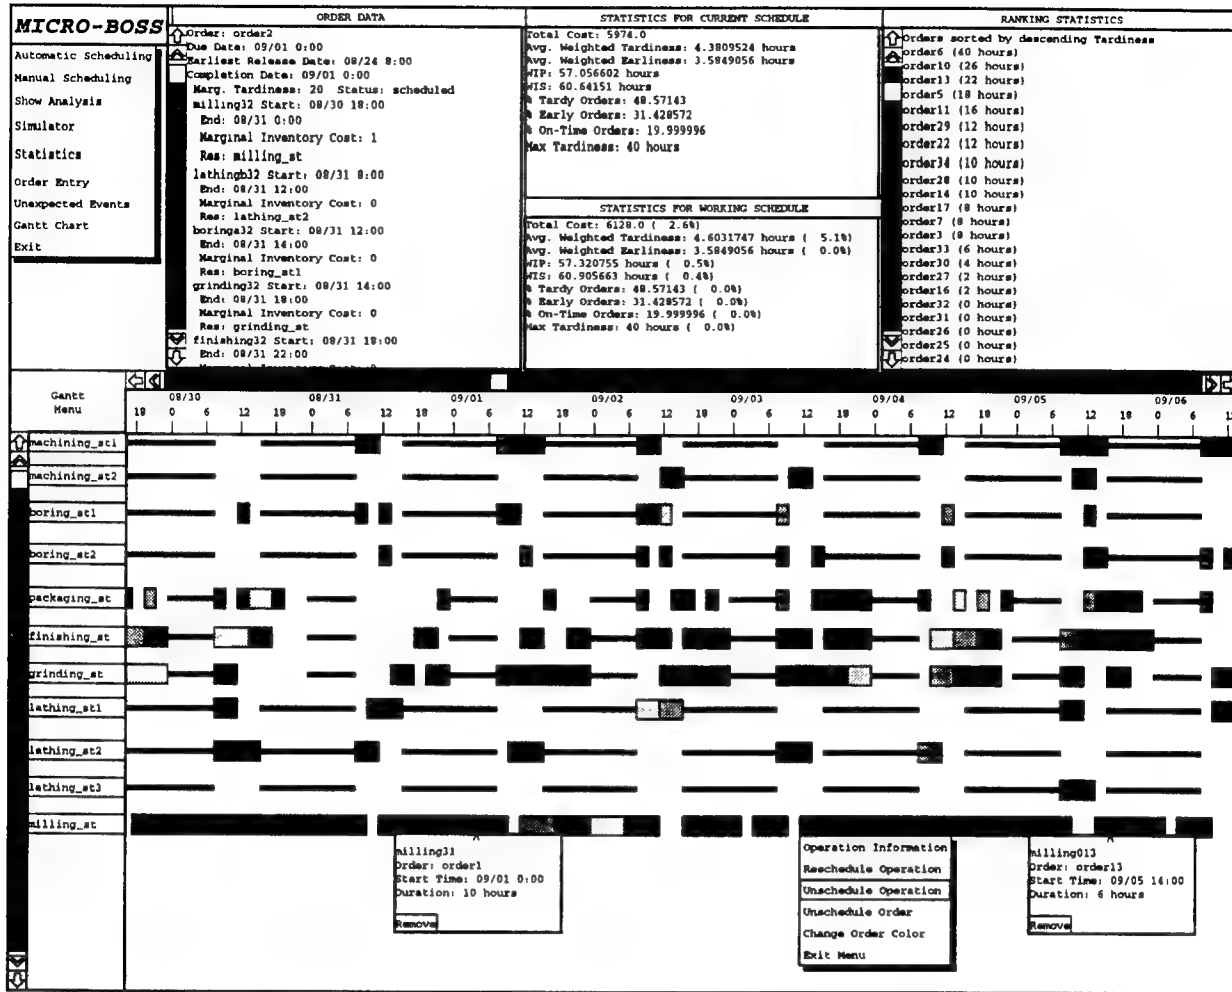 MICRO-BOSS
Automatic Scheduling
Manual Scheduling
Show Analysis
Simulator
Statistics
Order Entry
Unexpected Events
Gantt Chart
Exit
ORDER DATA
Order: order2
Due Date: 09/01 0:00
Earliest Release Date: 08/24 8:00
Completion Date: 09/01 0:00
Marg. Tardiness: 20 Status: scheduled
milling32 Start: 08/30 18:00
End: 08/31 0:00
Marginal Inventory Cost: 1
Res: milling_st
lathingb32 Start: 08/31 8:00
End: 08/31 12:00
Marginal Inventory Cost: 0
Res: lathing_st2
boringa32 Start: 08/31 12:00
End: 08/31 14:00
Marginal Inventory Cost: 0
Res: boring_st1
grinding32 Start: 08/31 14:00
End: 08/31 18:00
Marginal Inventory Cost: 0
Res: grinding_st
finishing32 Start: 08/31 18:00
End: 08/31 22:00
STATISTICS FOR CURRENT SCHEDULE
Total Cost: 5974.0
Avg. Weighted Tardiness: 4.3809524 hours
Avg. Weighted Earliness: 3.5849056 hours
WIP: 57.056602 hours
WIS: 60.64151 hours
% Tardy Orders: 48.57143
% Early Orders: 31.428572
% On-Time Orders: 19.999996
Max Tardiness: 40 hours
STATISTICS FOR WORKING SCHEDULE
Total Cost: 6128.0 ( 2.6%)
Avg. Weighted Tardiness: 4.6031747 hours ( 5.1%)
Avg. Weighted Earliness: 3.5849056 hours ( 0.0%)
WIP: 57.320755 hours ( 0.5%)
WIS: 60.905663 hours ( 0.4%)
% Tardy Orders: 48.57143 ( 0.0%)
% Early Orders: 31.428572 ( 0.0%)
% On-Time Orders: 19.999996 ( 0.0%)
Max Tardiness: 40 hours ( 0.0%)
RANKING STATISTICS
Orders sorted by descending Tardiness
order6 (40 hours)
order10 (26 hours)
order13 (22 hours)
order5 (18 hours)
order11 (16 hours)
order29 (12 hours)
order22 (12 hours)
order34 (10 hours)
order28 (10 hours)
order14 (10 hours)
order17 (8 hours)
order7 (8 hours)
order3 (8 hours)
order33 (6 hours)
order30 (4 hours)
order27 (2 hours)
order16 (2 hours)
order32 (0 hours)
order31 (0 hours)
order26 (0 hours)
order25 (0 hours)
order24 (0 hours)
Gantt
Menu
08/30 08/31 09/01 09/02 09/03 09/04 09/05 09/06
18 0 6 12 18 0 6 12 18 0 6 12 18 0 6 12 18 0 6 12 18 0 6 12 18 0 6 12 18 0 6
machining_st1
machining_st2
boring_st1
boring_st2
packaging_st
finishing_st
grinding_st
lathing_st1
lathing_st2
lathing_st3
milling_st
milling31
Order: order1
Start Time: 09/01 0:00
Duration: 10 hours
Remove
Operation Information
Reschedule Operation
Unschedule Operation
Unschedule Order
Change Order Color
Exit Menu
milling013
Order: order13
Start Time: 09/05 14:00
Duration: 6 hours
Remove